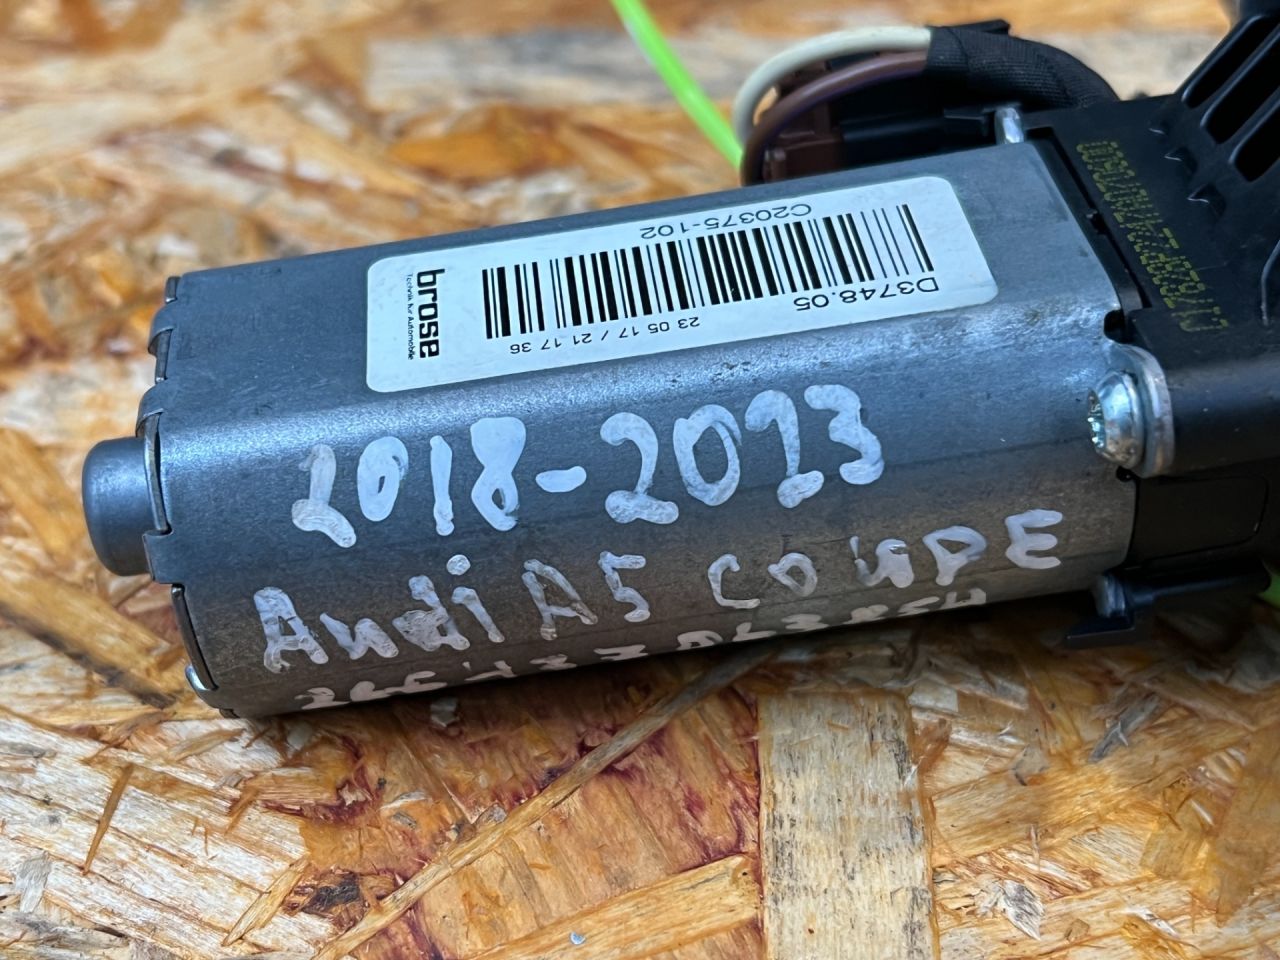 C20375-102
D3748.05
23 05 17 / 21 17 36
brose
Technik für Automobile
2018-2023
Audi A5 COUPE